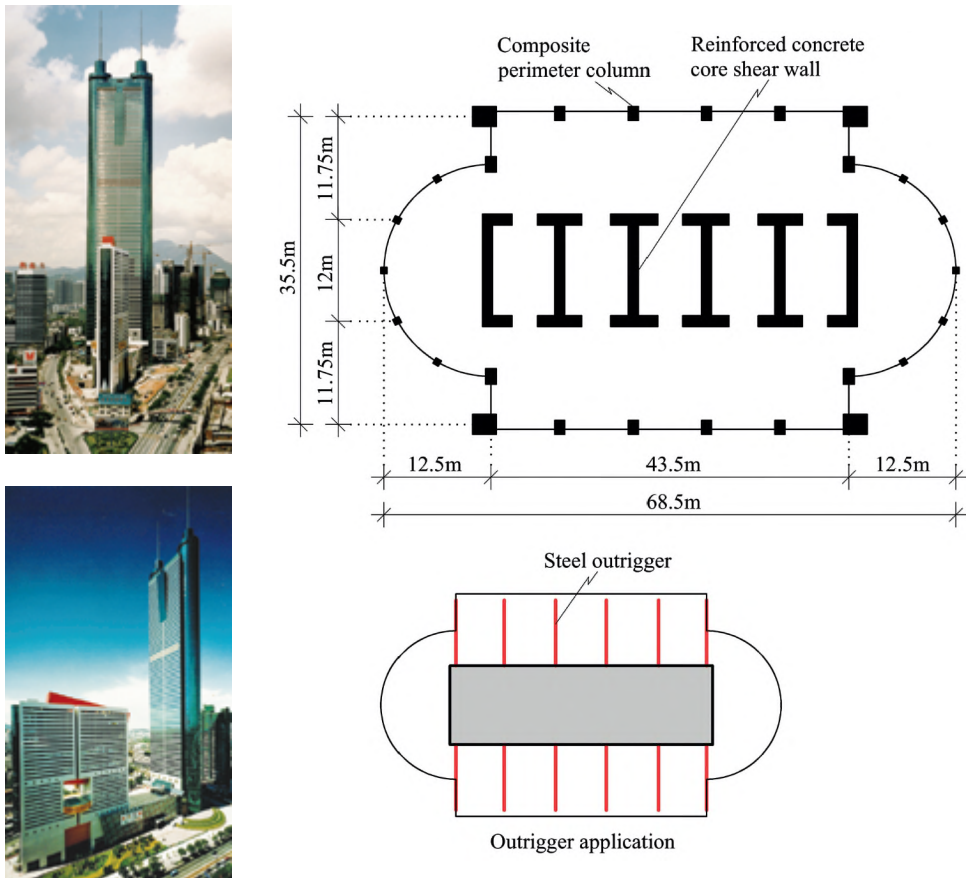 Composite
perimeter column
Reinforced concrete
core shear wall
11.75m
35.5m
12m
11.75m
12.5m
43.5m
12.5m
68.5m
Steel outrigger
Outrigger application